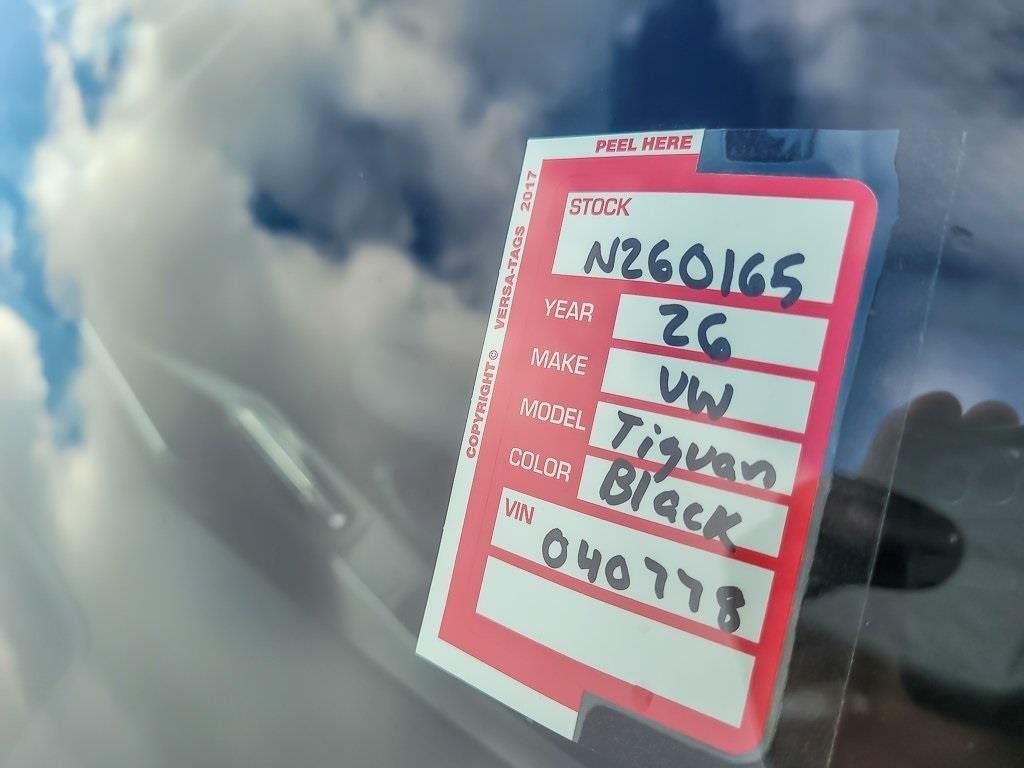 PEEL HERE
COPYRIGHT© VERSA-TAGS 2017
STOCK
N260165
YEAR 26
MAKE VW
MODEL Tiguan
COLOR Black
VIN
040778